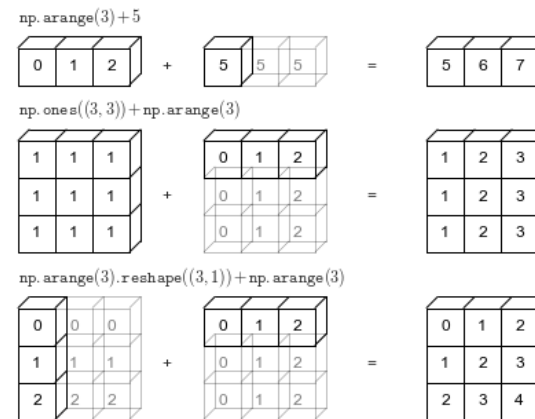 np.arange(3)+5
0 1 2 + 5 5 5 = 5 6 7
np.ones((3, 3))+np.arange(3)
1 1 1 0 1 2 1 2 3
1 1 1 + 0 1 2 = 1 2 3
1 1 1 0 1 2 1 2 3
np.arange(3).reshape((3, 1))+np.arange(3)
0 0 0 0 1 2 0 1 2
1 1 1 + 0 1 2 = 1 2 3
2 2 2 0 1 2 2 3 4